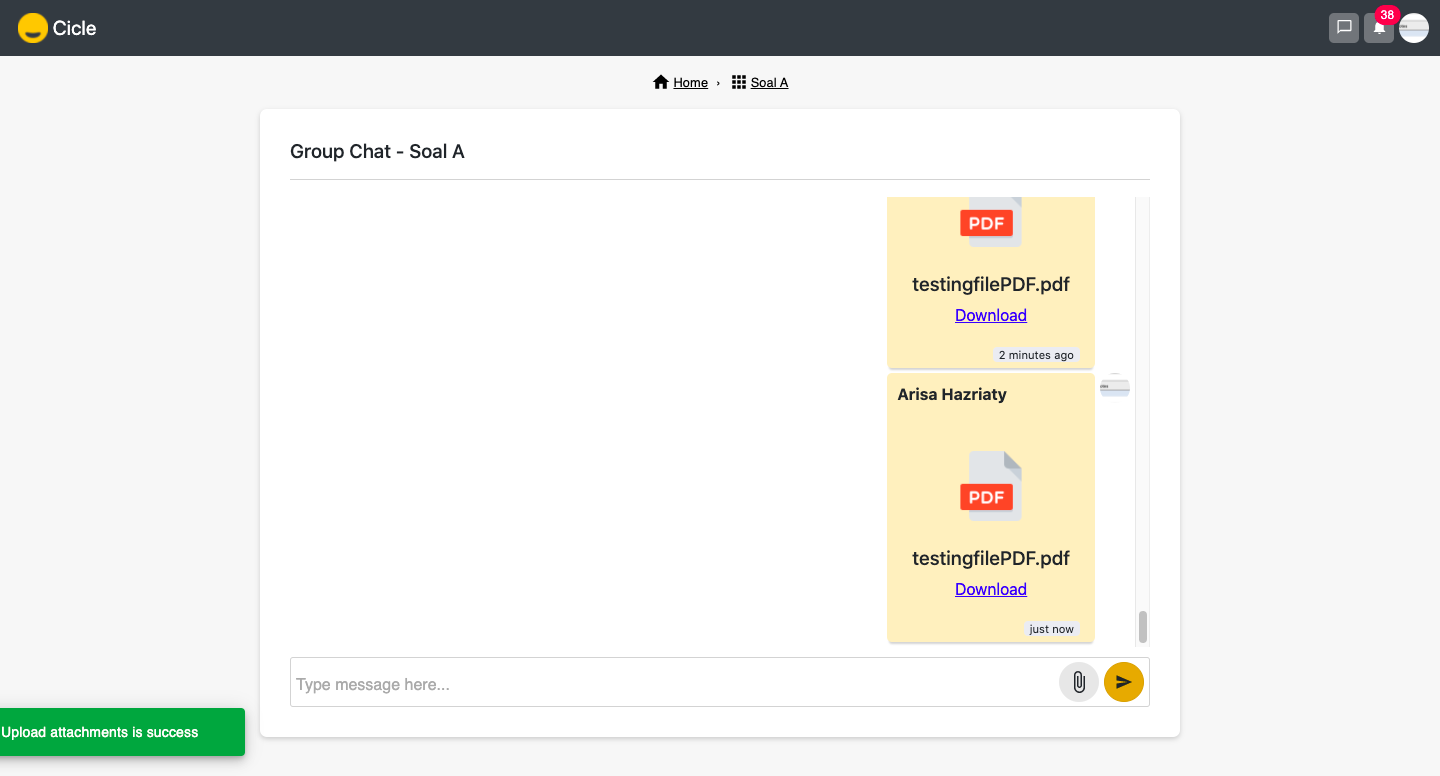 Cicle
38
Home › Soal A
Group Chat - Soal A
PDF
testingfilePDF.pdf
Download
2 minutes ago
Arisa Hazriaty
PDF
testingfilePDF.pdf
Download
just now
Type message here...
Upload attachments is success